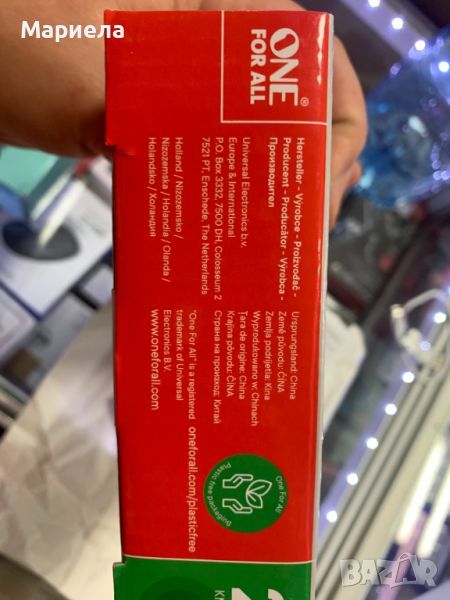 Мариела
ONE
FOR ALL®
Hersteller - Výrobce - Proizvođač -
Producent - Producător - Výrobca -
Производител
Universal Electronics b.v.
Europe & International
P.O. Box 3332, 7500 DH, Colosseum 2
7521 PT, Enschede, The Netherlands
Holland / Nizozemsko /
Nizozemska / Holandia / Olanda /
Holandsko / Холандия
Ursprungsland: China
Země původu: ČÍNA
Zemlja podrijetla: Kina
Wyprodukowano w: Chinach
Țara de origine: China
Krajina pôvodu: ČÍNA
Страна на произход: Китай
"One For All" is a registered
trademark of Universal
Electronics B.V.
www.oneforall.com
One For All
Plastic-free packaging
oneforall.com/plasticfree
bazar